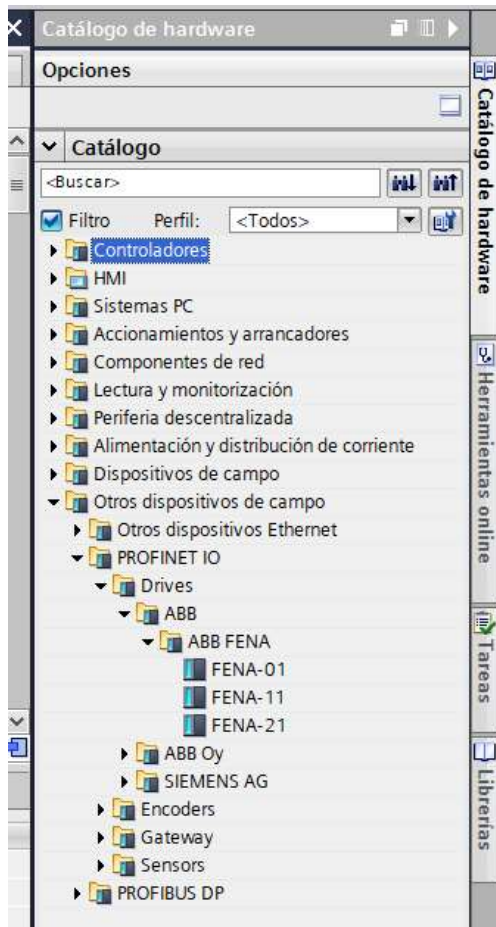 Catálogo de hardware
Opciones
Catálogo
<Buscar>
Filtro Perfil: <Todos>
Controladores
HMI
Sistemas PC
Accionamientos y arrancadores
Componentes de red
Lectura y monitorización
Periferia descentralizada
Alimentación y distribución de corriente
Dispositivos de campo
Otros dispositivos de campo
Otros dispositivos Ethernet
PROFINET IO
Drives
ABB
ABB FENA
FENA-01
FENA-11
FENA-21
ABB Oy
SIEMENS AG
Encoders
Gateway
Sensors
PROFIBUS DP
Catálogo de hardware
Herramientas online
Tareas
Librerías